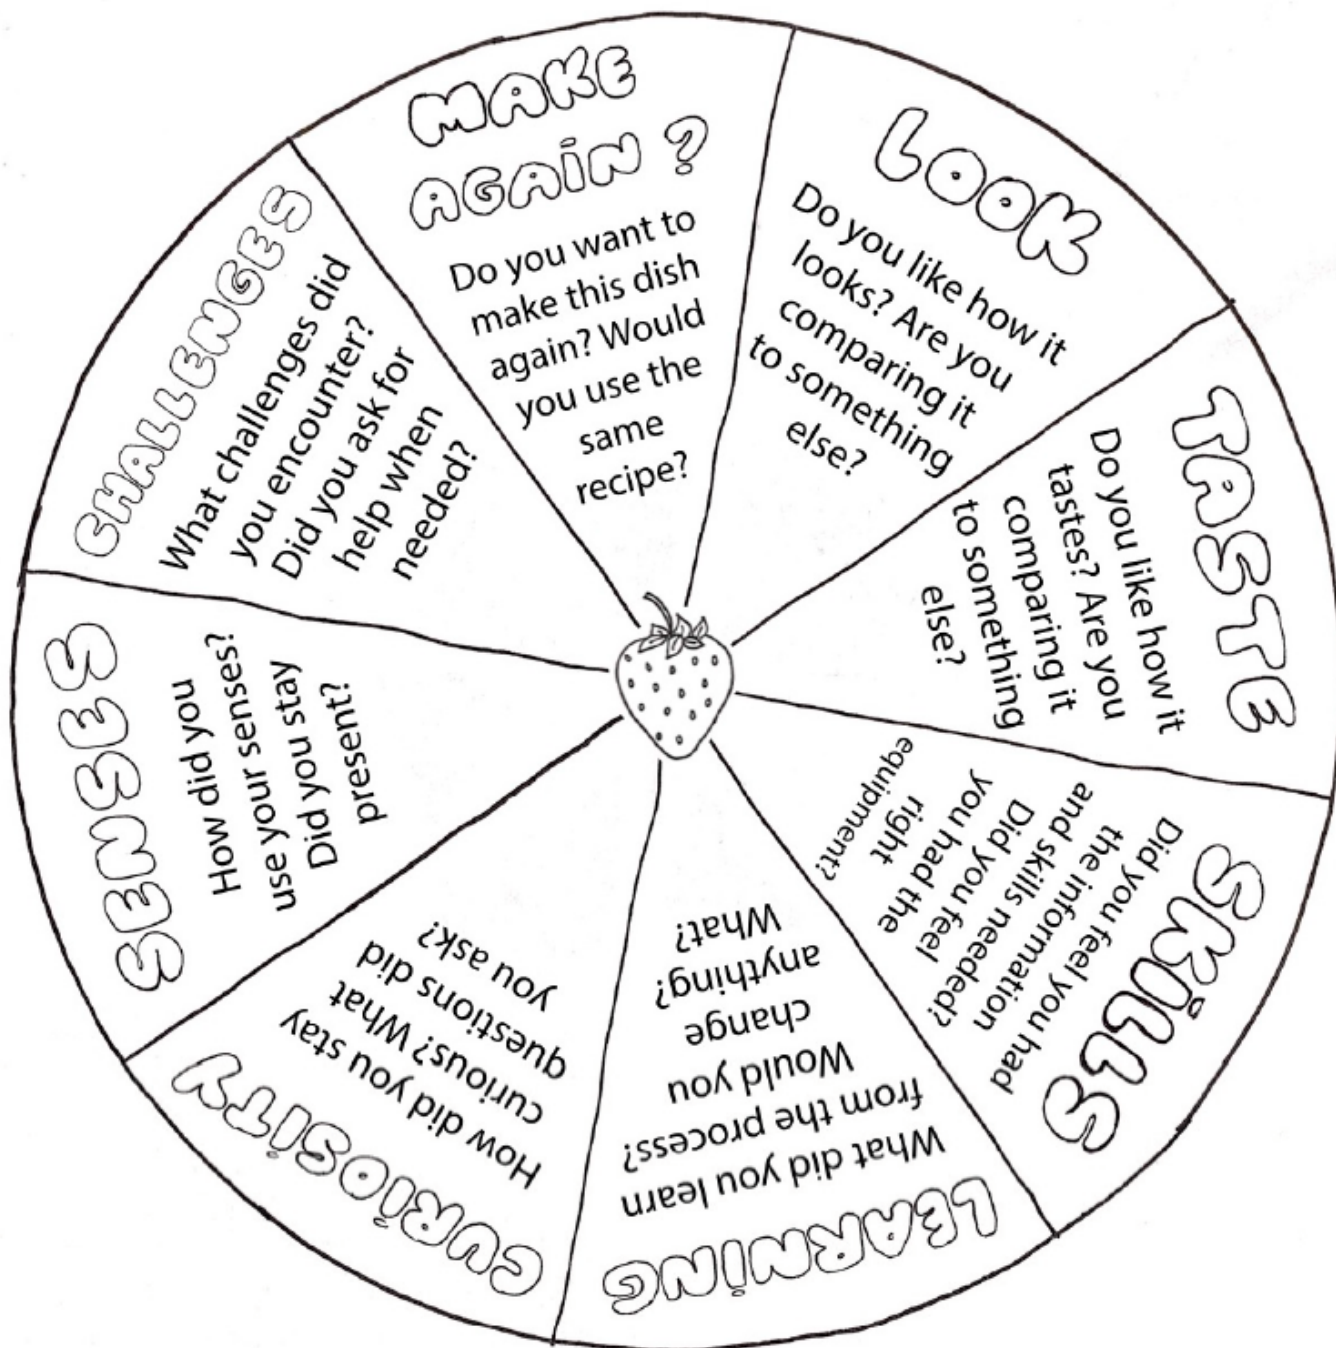 MAKE
AGAIN ?
Do you want to
make this dish
again? Would
you use the
same
recipe?
LOOK
Do you like how it
looks? Are you
comparing it
to something
else?
TASTE
Do you like how it
tastes? Are you
comparing it
to something
else?
SKILLS
Did you feel you had
the information
and skills needed?
Did you feel
you had the
right
equipment?
LEARNING
What did you learn
from the process?
Would you
change
anything?
What?
CURIOSITY
How did you stay
curious? What
questions did
you ask?
SENSES
How did you
use your senses?
Did you stay
present?
CHALLENGES
What challenges did
you encounter?
Did you ask for
help when
needed?